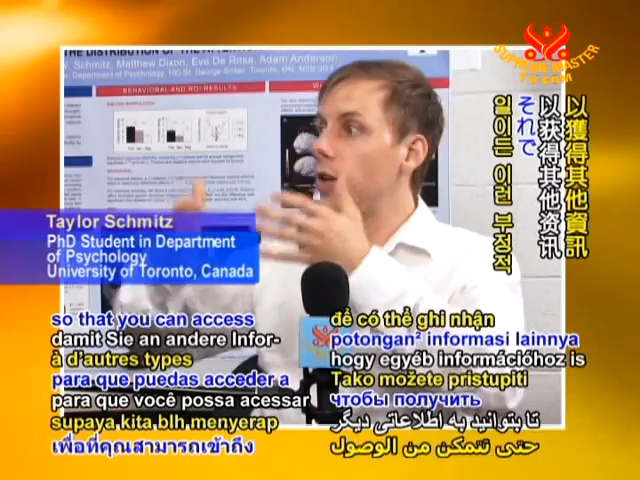 THE DISTRIBUTION OF THE
Schmitz, Matthew Dixon, Eve De Rosa, Adam Anderson
Department of Psychology, 100 St. George Street, Toronto, ON, M5S 3G3
BEHAVIORAL AND ROI RESULTS
SUPREME MASTER
TV.COM
以獲得其他資訊
以获得其他资讯
それで
일이든 이런 부정적
Taylor Schmitz
PhD Student in Department
of Psychology
University of Toronto, Canada
so that you can access
damit Sie an andere Infor-
à d'autres types
para que puedas acceder a
para que você possa acessar
supaya kita blh menyerap
เพื่อที่คุณสามารถเข้าถึง
để có thể ghi nhận
potongan² informasi lainnya
hogy egyéb információhoz is
Tako možete pristupiti
чтобы получить
تا بتوانید به اطلاعاتی دیگر
حتى تتمكن من الوصول